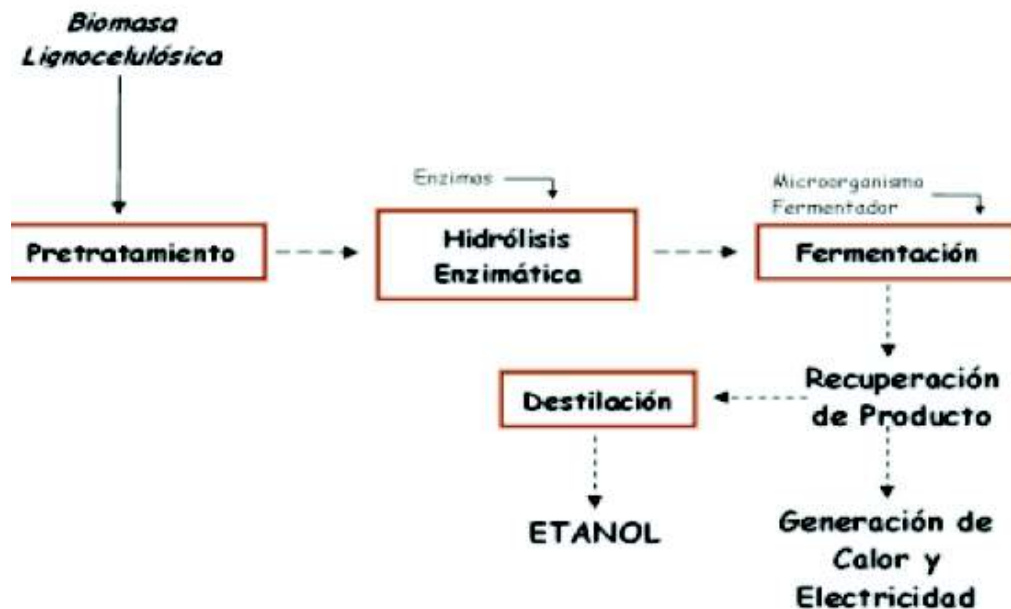 Biomasa
Lignocelulósica
Enzimas
Microorganismo
Fermentador
Pretratamiento
Hidrólisis
Enzimática
Fermentación
Destilación
Recuperación
de Producto
ETANOL
Generación de
Calor y
Electricidad